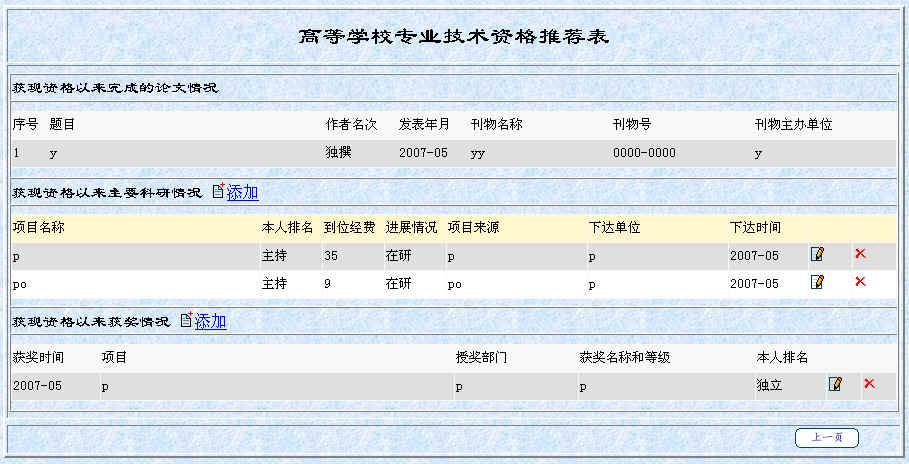 高等学校专业技术资格推荐表
获现资格以来完成的论文情况
序号 题目 作者名次 发表年月 刊物名称 刊物号 刊物主办单位
1 y 独撰 2007-05 yy 0000-0000 y
获现资格以来主要科研情况 添加
项目名称 本人排名 到位经费 进展情况 项目来源 下达单位 下达时间
p 主持 35 在研 p p 2007-05
po 主持 9 在研 po p 2007-05
获现资格以来获奖情况 添加
获奖时间 项目 授奖部门 获奖名称和等级 本人排名
2007-05 p p p 独立
上一页